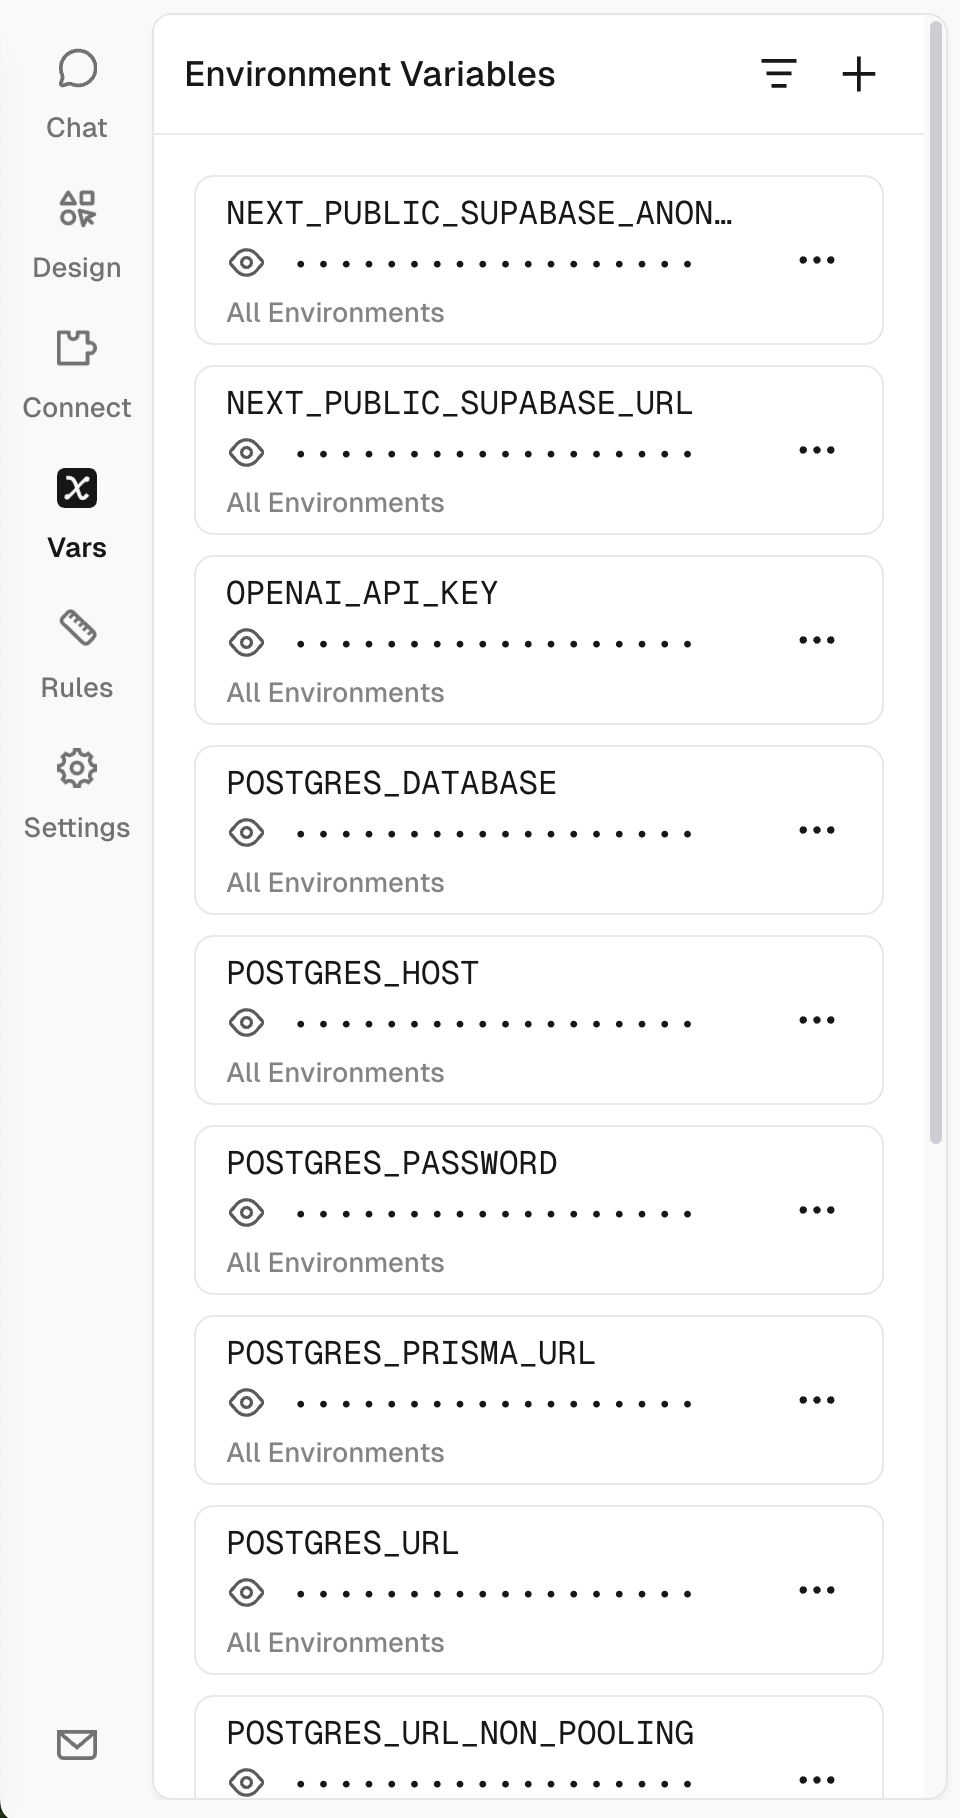 Chat
Design
Connect
Vars
Rules
Settings
Environment Variables
NEXT_PUBLIC_SUPABASE_ANON…
All Environments
NEXT_PUBLIC_SUPABASE_URL
All Environments
OPENAI_API_KEY
All Environments
POSTGRES_DATABASE
All Environments
POSTGRES_HOST
All Environments
POSTGRES_PASSWORD
All Environments
POSTGRES_PRISMA_URL
All Environments
POSTGRES_URL
All Environments
POSTGRES_URL_NON_POOLING